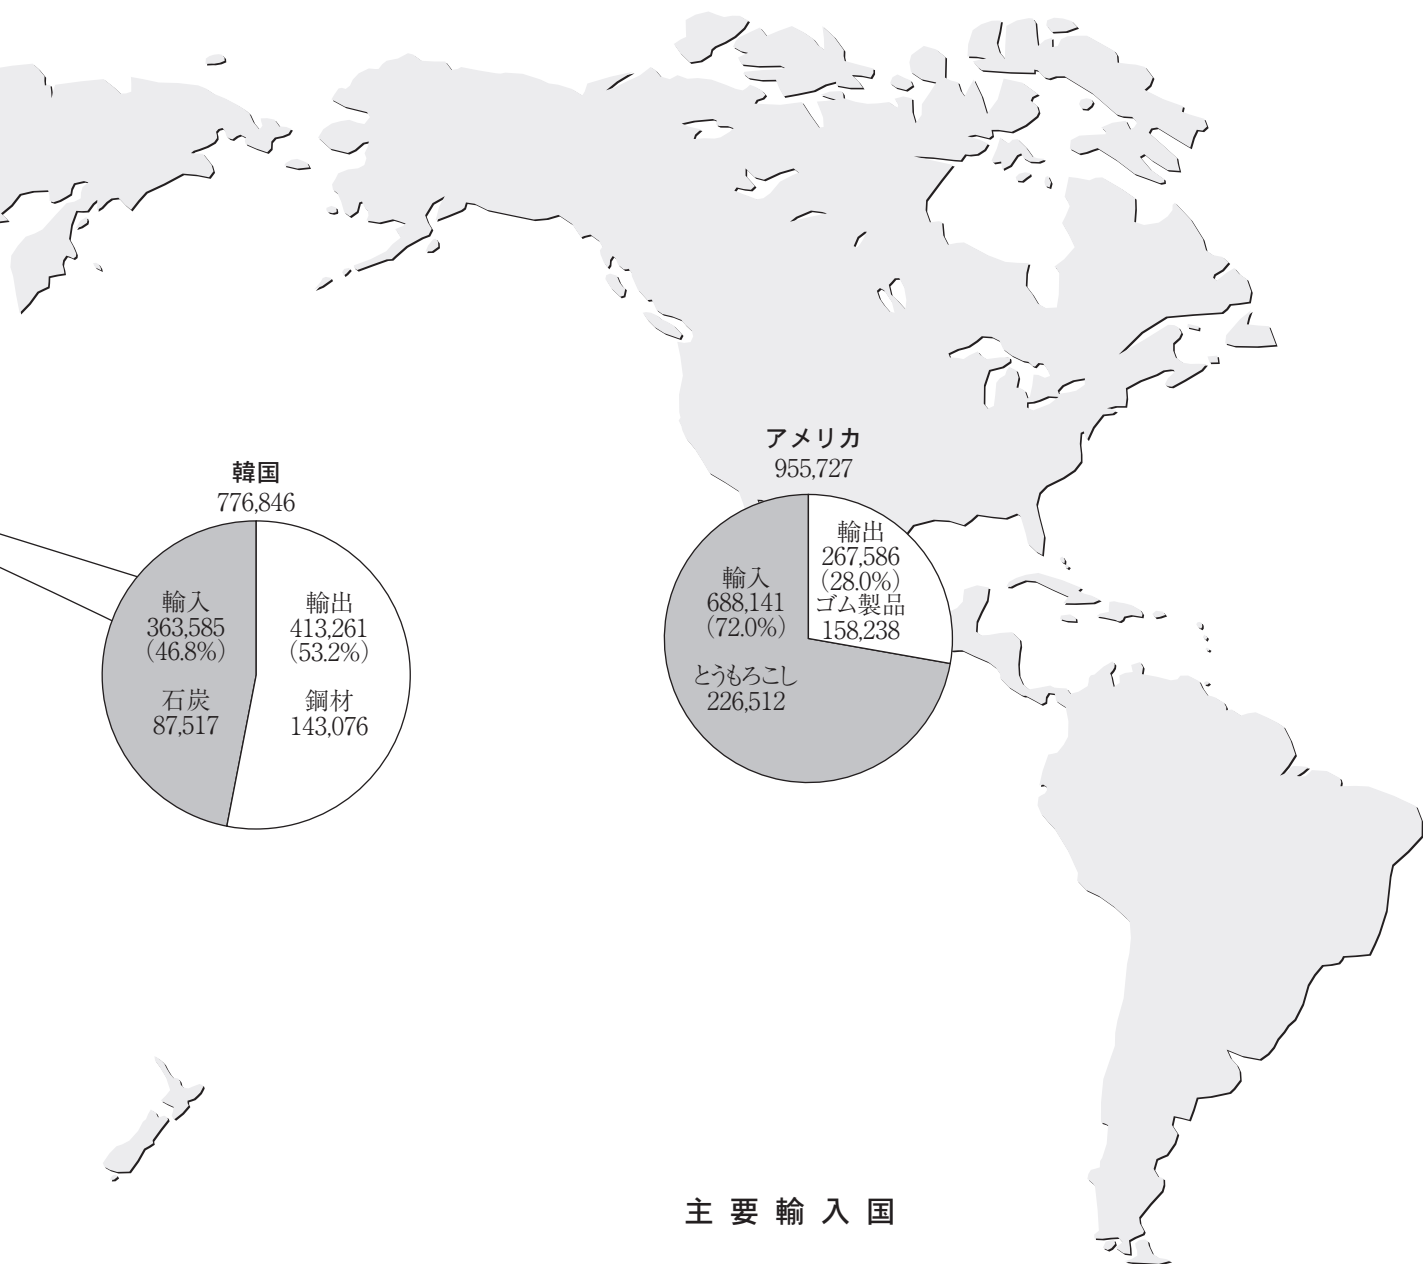 韓国
776,846
輸入
363,585
(46.8%)
石炭
87,517
輸出
413,261
(53.2%)
鋼材
143,076
アメリカ
955,727
輸入
688,141
(72.0%)
とうもろこし
226,512
輸出
267,586
(28.0%)
ゴム製品
158,238
主要輸入国